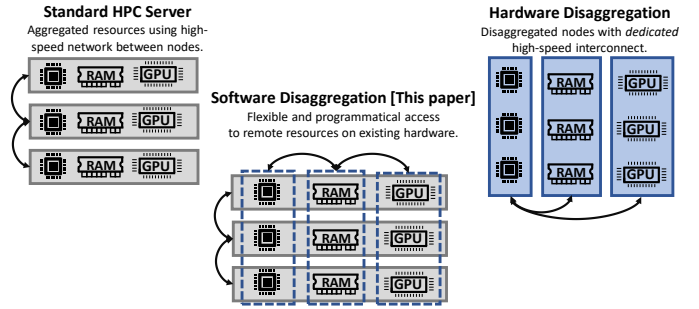 Standard HPC Server
Aggregated resources using high-
speed network between nodes.
RAM GPU
RAM GPU
RAM GPU
Software Disaggregation [This paper]
Flexible and programmatical access
to remote resources on existing hardware.
RAM GPU
RAM GPU
RAM GPU
Hardware Disaggregation
Disaggregated nodes with dedicated
high-speed interconnect.
RAM GPU
RAM GPU
RAM GPU